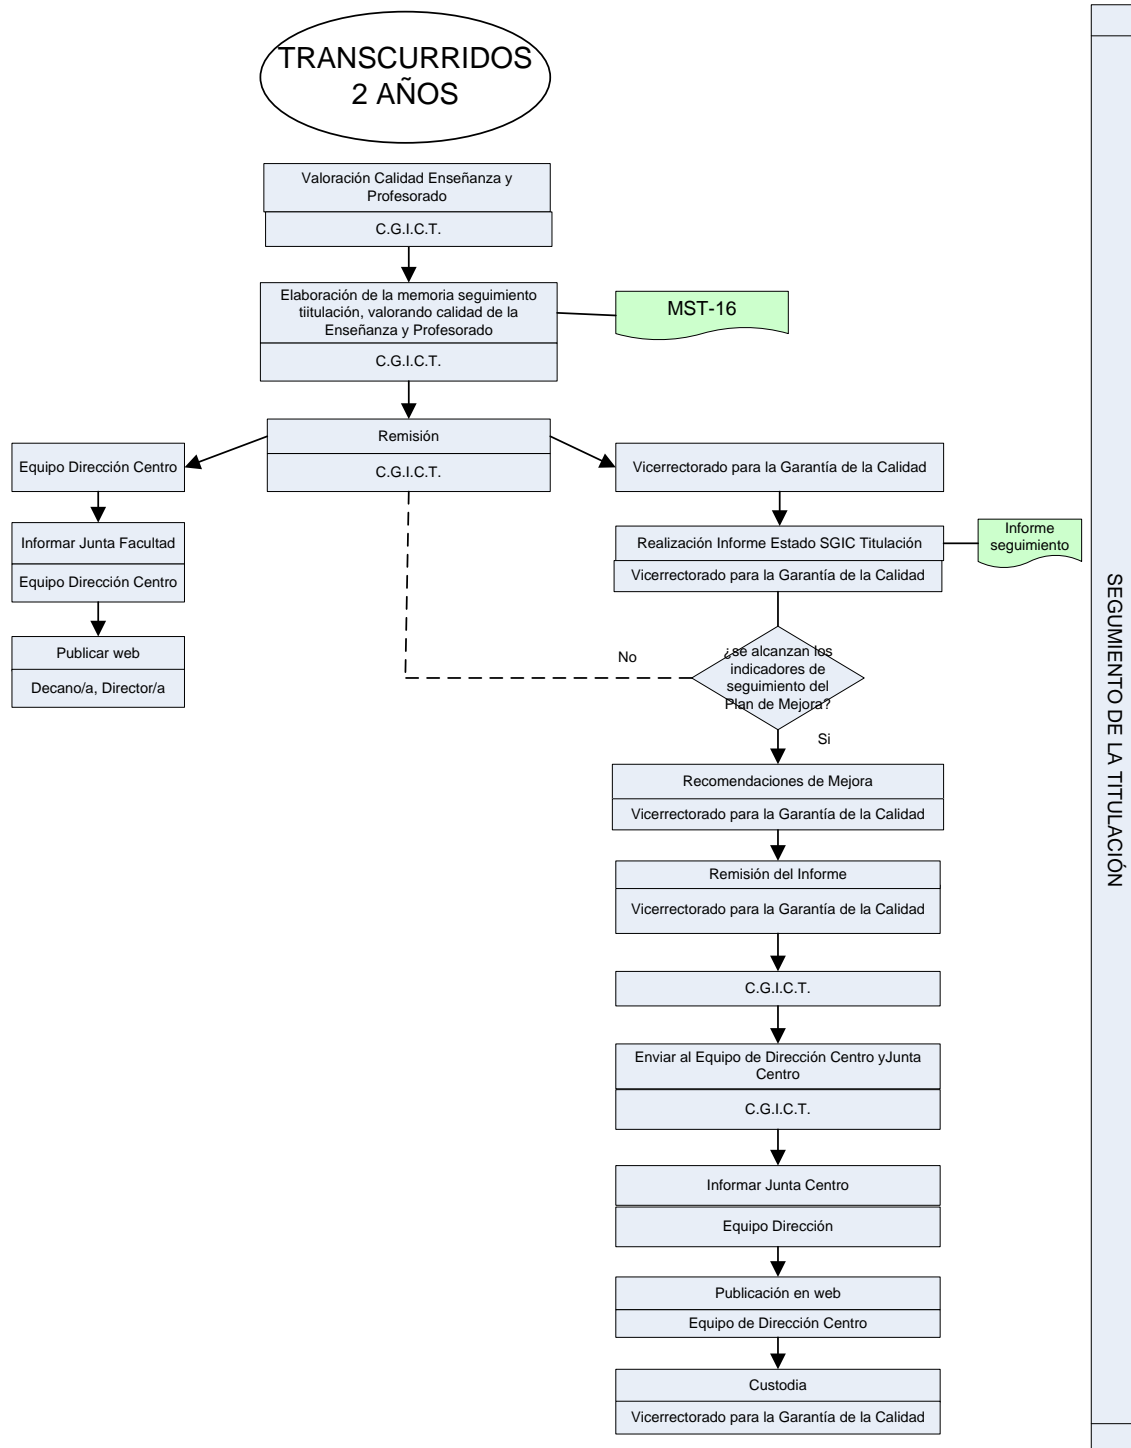 TRANSCURRIDOS
2 AÑOS
Valoración Calidad Enseñanza y
Profesorado
C.G.I.C.T.
Elaboración de la memoria seguimiento
tiitulación, valorando calidad de la
Enseñanza y Profesorado
C.G.I.C.T.
MST-16
Remisión
C.G.I.C.T.
Equipo Dirección Centro
Informar Junta Facultad
Equipo Dirección Centro
Publicar web
Decano/a, Director/a
Vicerrectorado para la Garantía de la Calidad
Realización Informe Estado SGIC Titulación
Vicerrectorado para la Garantía de la Calidad
Informe
seguimiento
¿se alcanzan los
indicadores de
seguimiento del
Plan de Mejora?
No
Si
Recomendaciones de Mejora
Vicerrectorado para la Garantía de la Calidad
Remisión del Informe
Vicerrectorado para la Garantía de la Calidad
C.G.I.C.T.
Enviar al Equipo de Dirección Centro yJunta
Centro
C.G.I.C.T.
Informar Junta Centro
Equipo Dirección
Publicación en web
Equipo de Dirección Centro
Custodia
Vicerrectorado para la Garantía de la Calidad
SEGUMIENTO DE LA TITULACIÓN